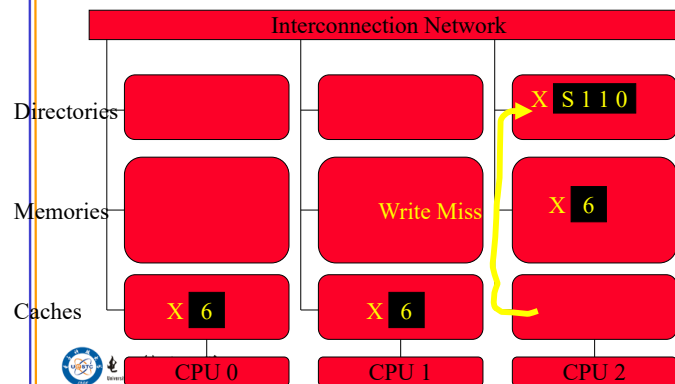 Interconnection Network
Directories
X S 1 1 0
Memories
Write Miss
X 6
Caches
X 6
X 6
CPU 0
CPU 1
CPU 2